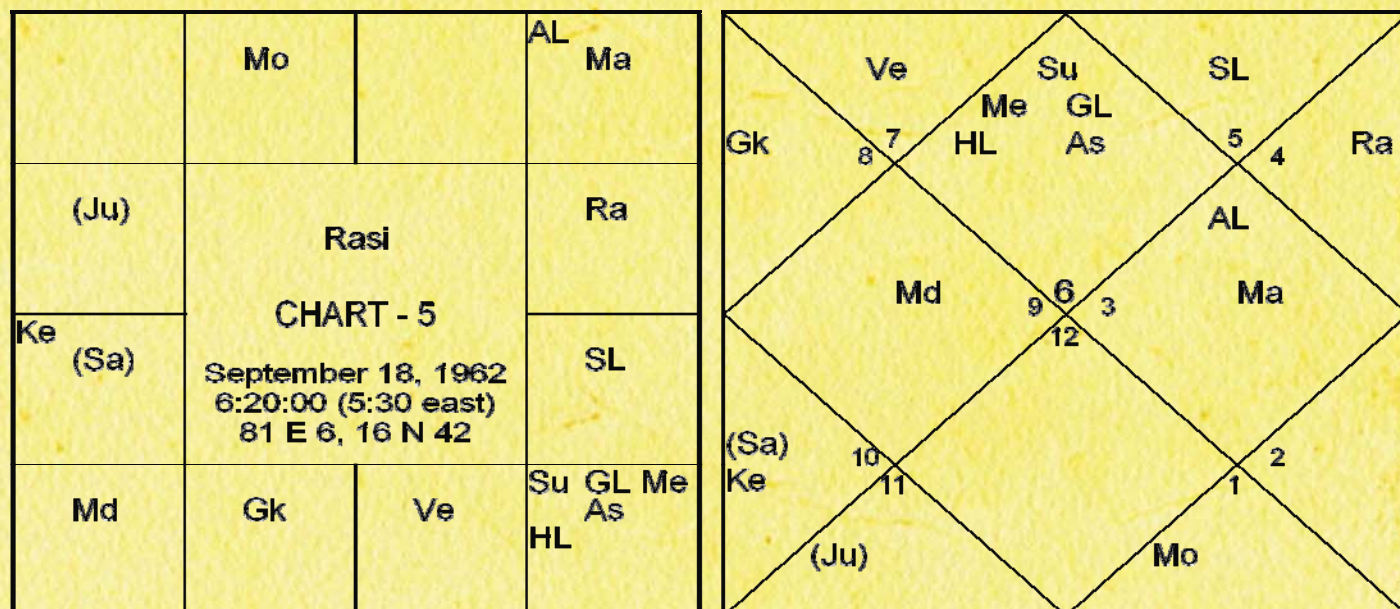 AL
Mo Ma
(Ju) Ra
Rasi
CHART - 5
Ke
(Sa) SL
September 18, 1962
6:20:00 (5:30 east)
81 E 6, 16 N 42
Su GL Me
Md Gk Ve As
HL
Ve Su SL
Me GL
Gk 8 7 HL As 5 4 Ra
AL
Md 9 6 3 Ma
12
(Sa) 10 2
Ke 11 1
(Ju) Mo